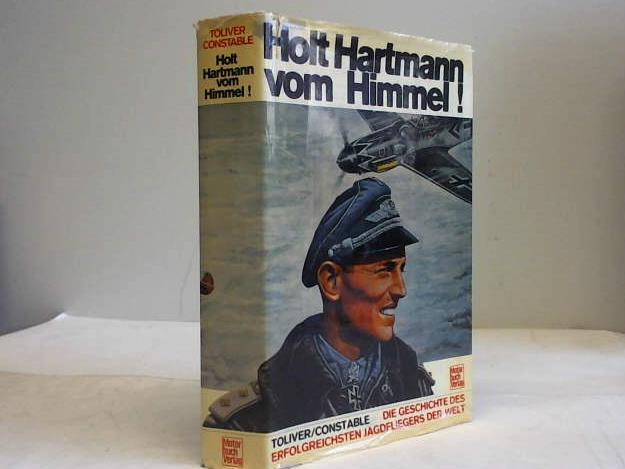 TOLIVER
CONSTABLE
Holt
Hartmann
vom
Himmel !
Motor
buch
Verlag
Holt Hartmann
vom Himmel !
TOLIVER/CONSTABLE DIE GESCHICHTE DES
ERFOLGREICHSTEN JAGDFLIEGERS DER WELT
Motor
buch
Verlag